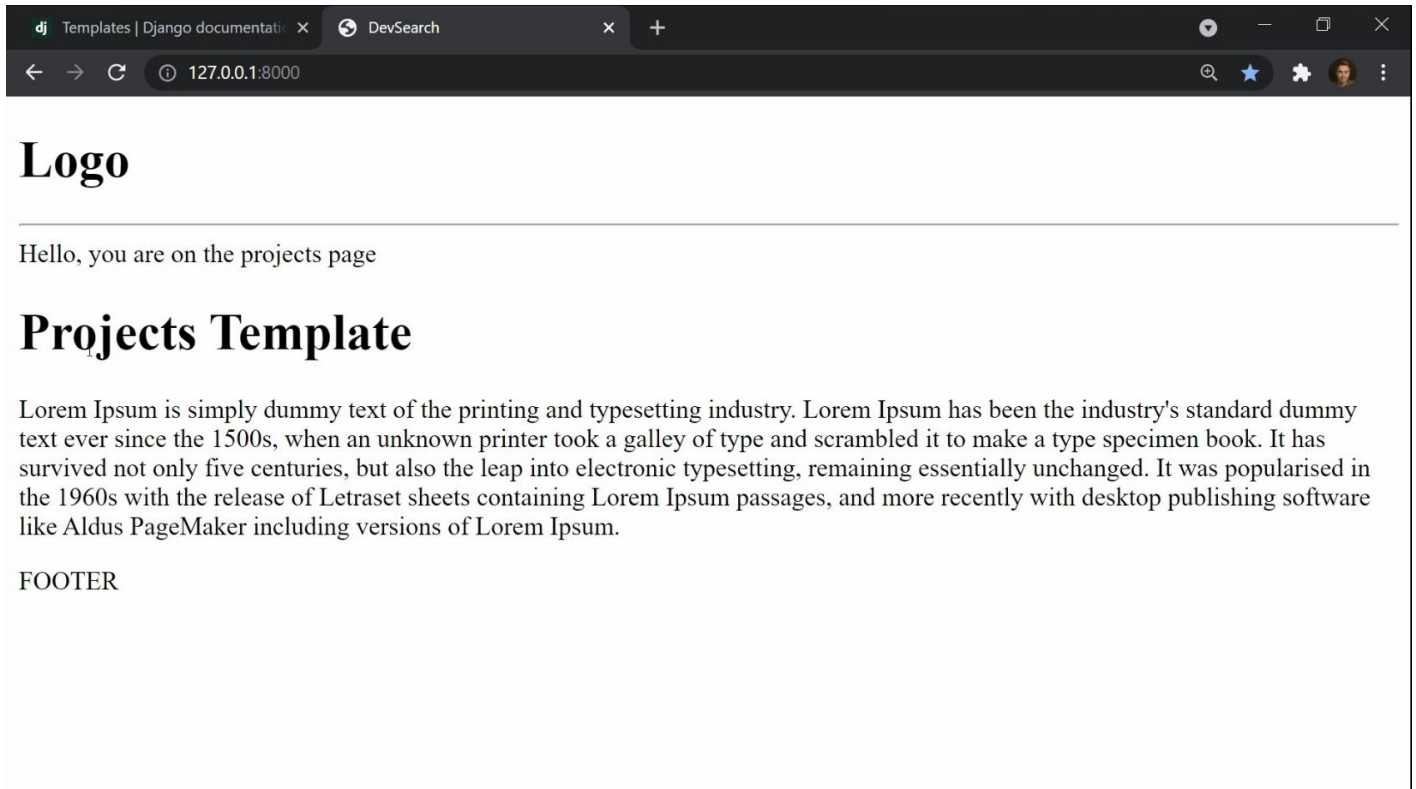 dj Templates | Django documentatic
DevSearch
127.0.0.1:8000
Logo
Hello, you are on the projects page
Projects Template
Lorem Ipsum is simply dummy text of the printing and typesetting industry. Lorem Ipsum has been the industry's standard dummy
text ever since the 1500s, when an unknown printer took a galley of type and scrambled it to make a type specimen book. It has
survived not only five centuries, but also the leap into electronic typesetting, remaining essentially unchanged. It was popularised in
the 1960s with the release of Letraset sheets containing Lorem Ipsum passages, and more recently with desktop publishing software
like Aldus PageMaker including versions of Lorem Ipsum.
FOOTER